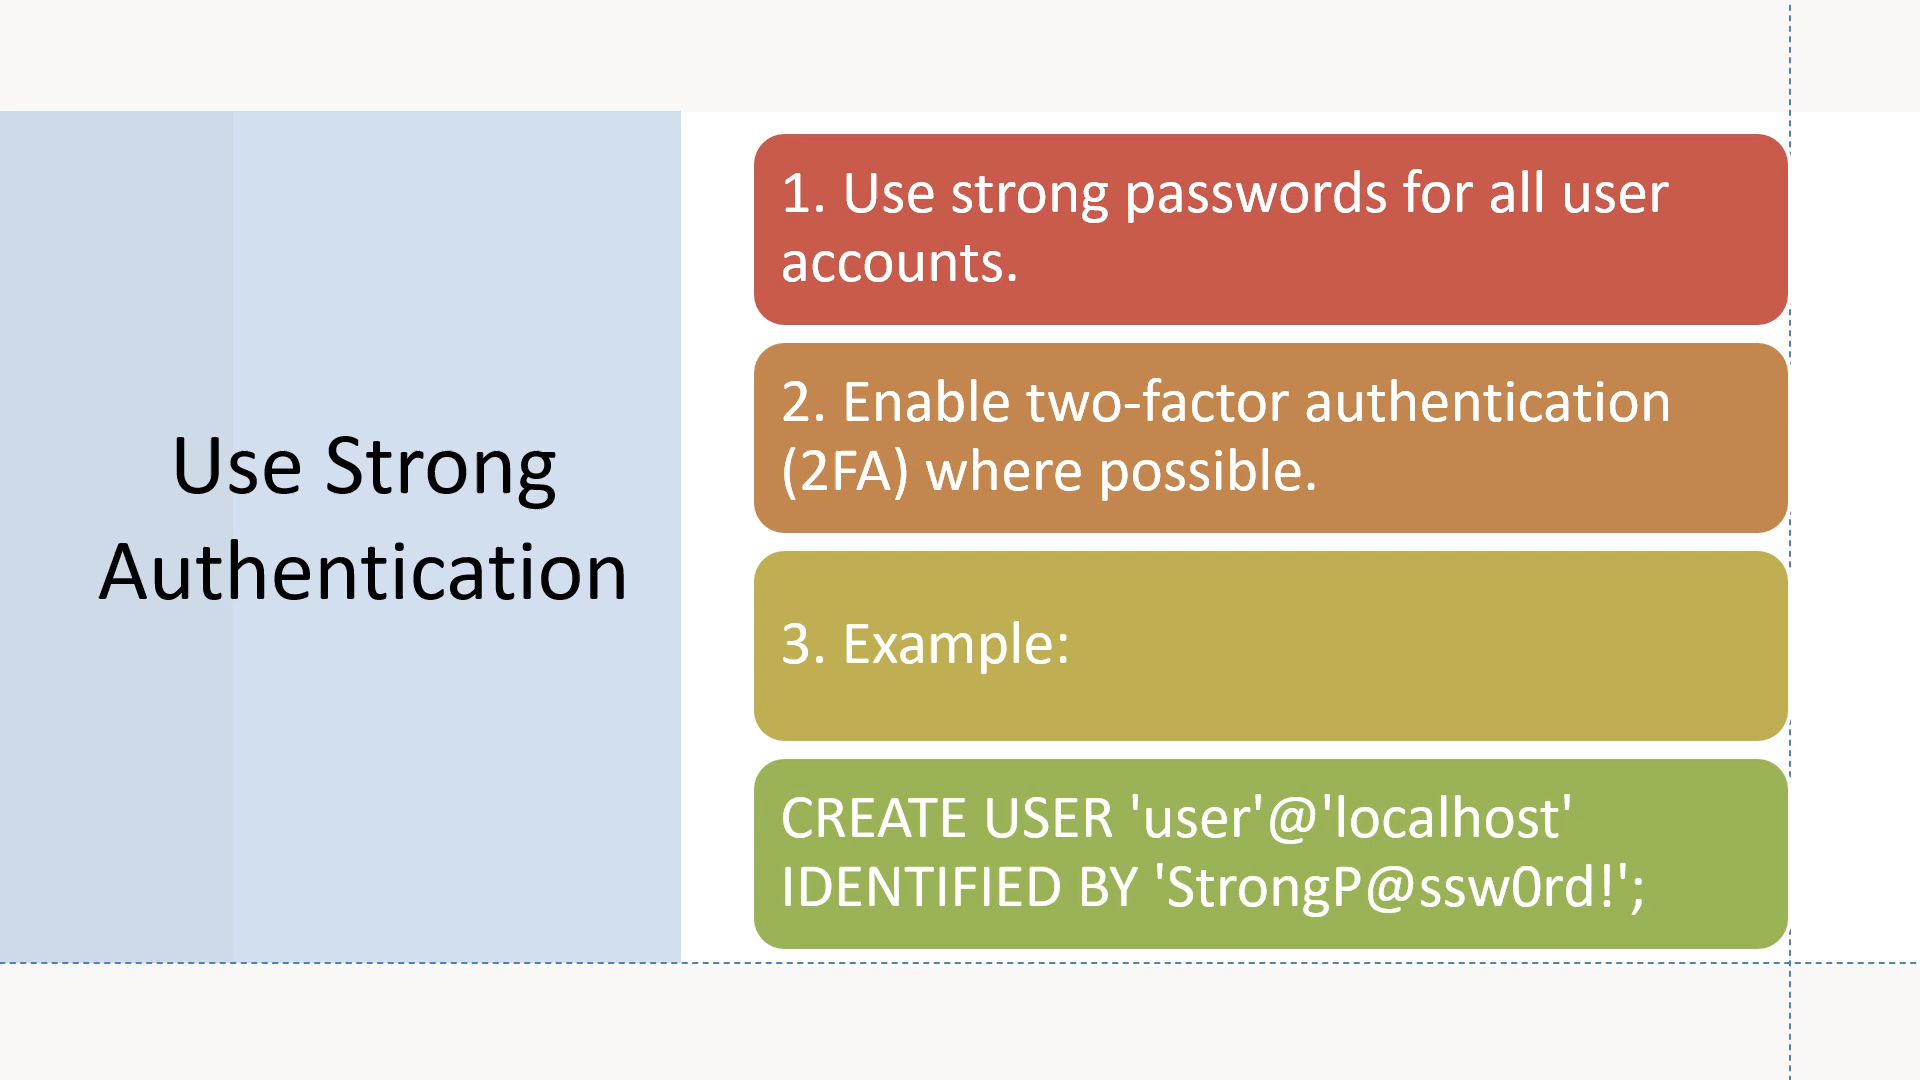 Use Strong
Authentication
1. Use strong passwords for all user
accounts.
2. Enable two-factor authentication
(2FA) where possible.
3. Example:
CREATE USER 'user'@'localhost'
IDENTIFIED BY 'StrongP@ssw0rd!';